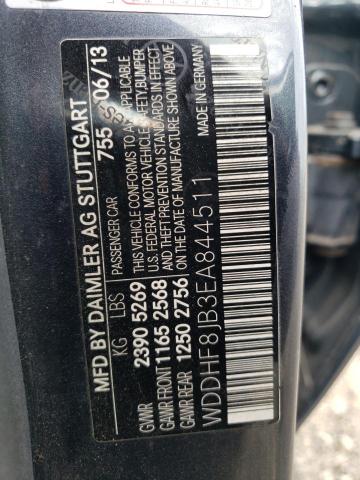 MFD BY DAIMLER AG STUTTGART
755 06/13
PASSENGER CAR
KG LBS
GVWR 2390 5269
GAWR FRONT 1165 2568
GAWR REAR 1250 2756
THIS VEHICLE CONFORMS TO ALL APPLICABLE
U.S. FEDERAL MOTOR VEHICLE SAFETY, BUMPER,
AND THEFT PREVENTION STANDARDS IN EFFECT
ON THE DATE OF MANUFACTURE SHOWN ABOVE.
MADE IN GERMANY
WDDHF8JB3EA844511